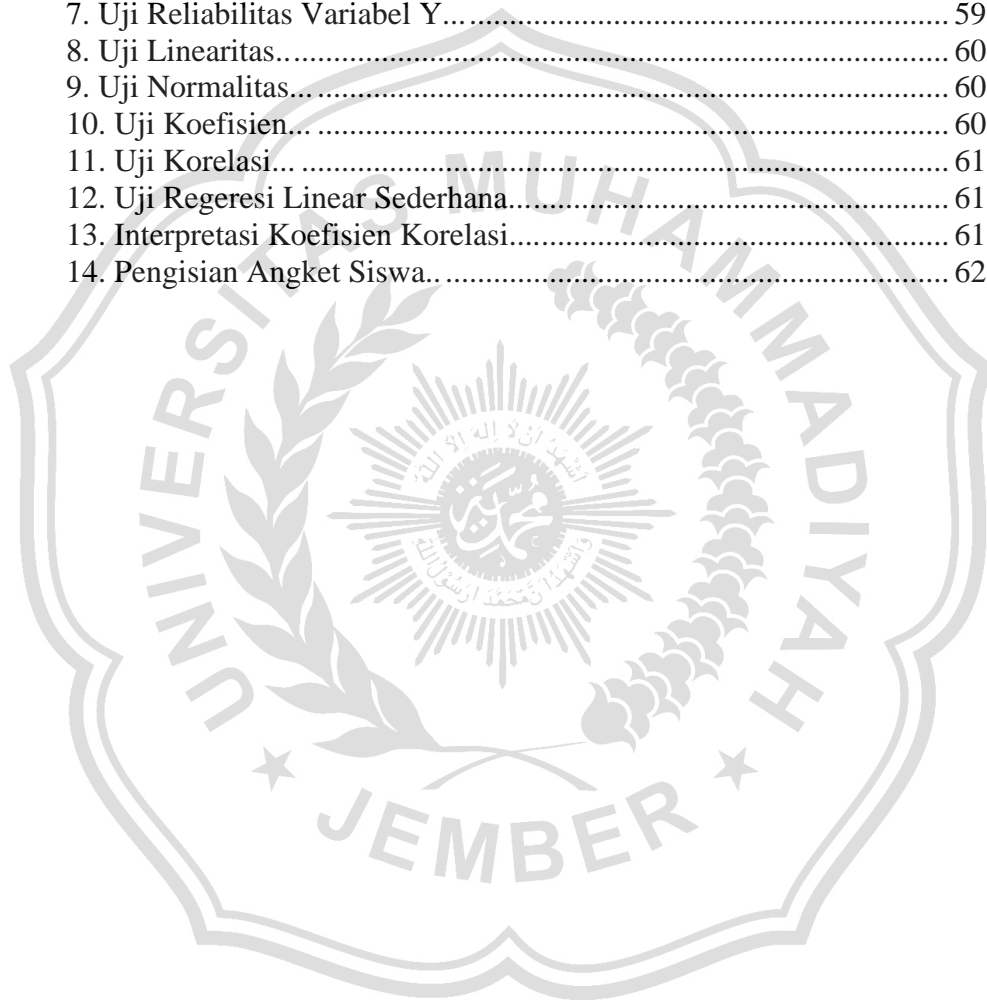 7. Uji Reliabilitas Variabel Y... ................................................................ 59
8. Uji Linearitas..................................................................................... 60
9. Uji Normalitas... ................................................................................ 60
10. Uji Koefisien... ................................................................................ 60
11. Uji Korelasi... .................................................................................. 61
12. Uji Regeresi Linear Sederhana........................................................ 61
13. Interpretasi Koefisien Korelasi........................................................ 61
14. Pengisian Angket Siswa.. ................................................................ 62
UNIVERSITAS MUHAMMADIYAH
JEMBER